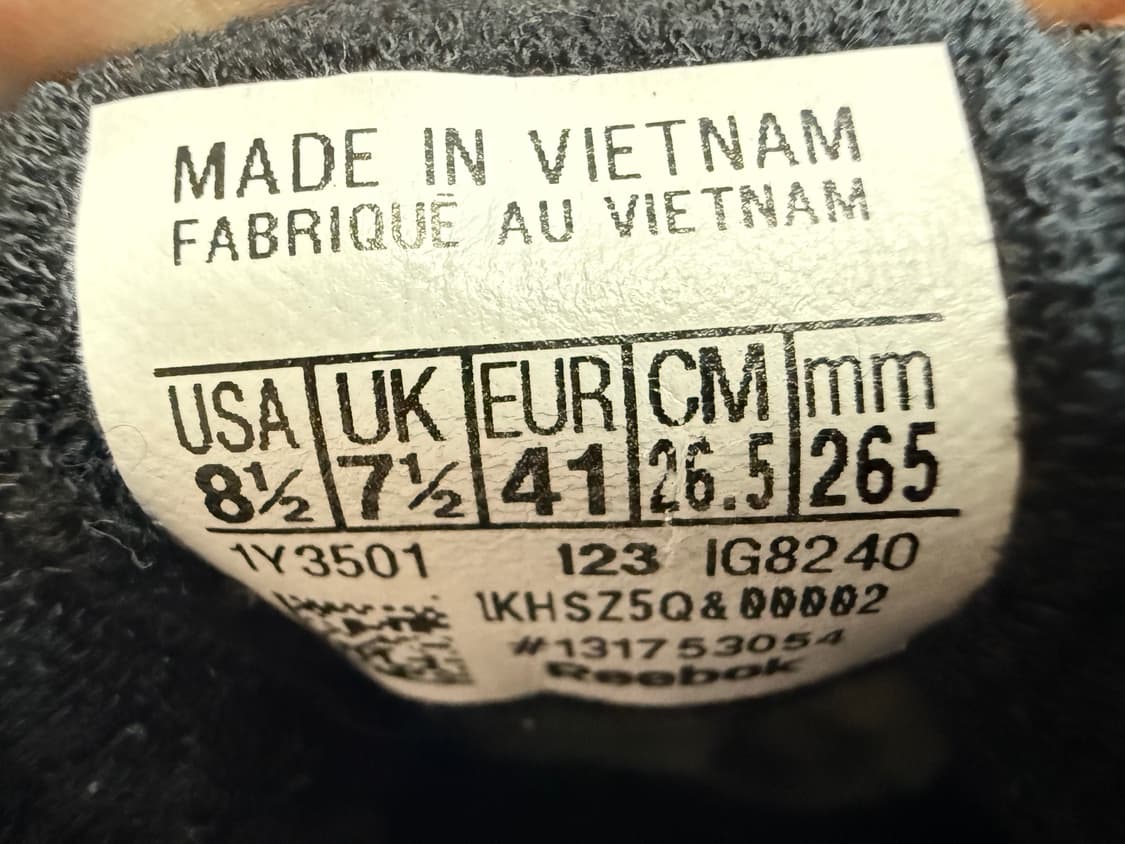 MADE IN VIETNAM
FABRIQUÉ AU VIETNAM
USA UK EUR CM mm
8½ 7½ 41 26.5 265
1Y3501 123 IG8240
1KHSZ5Q&00002
#131753054
Reebok